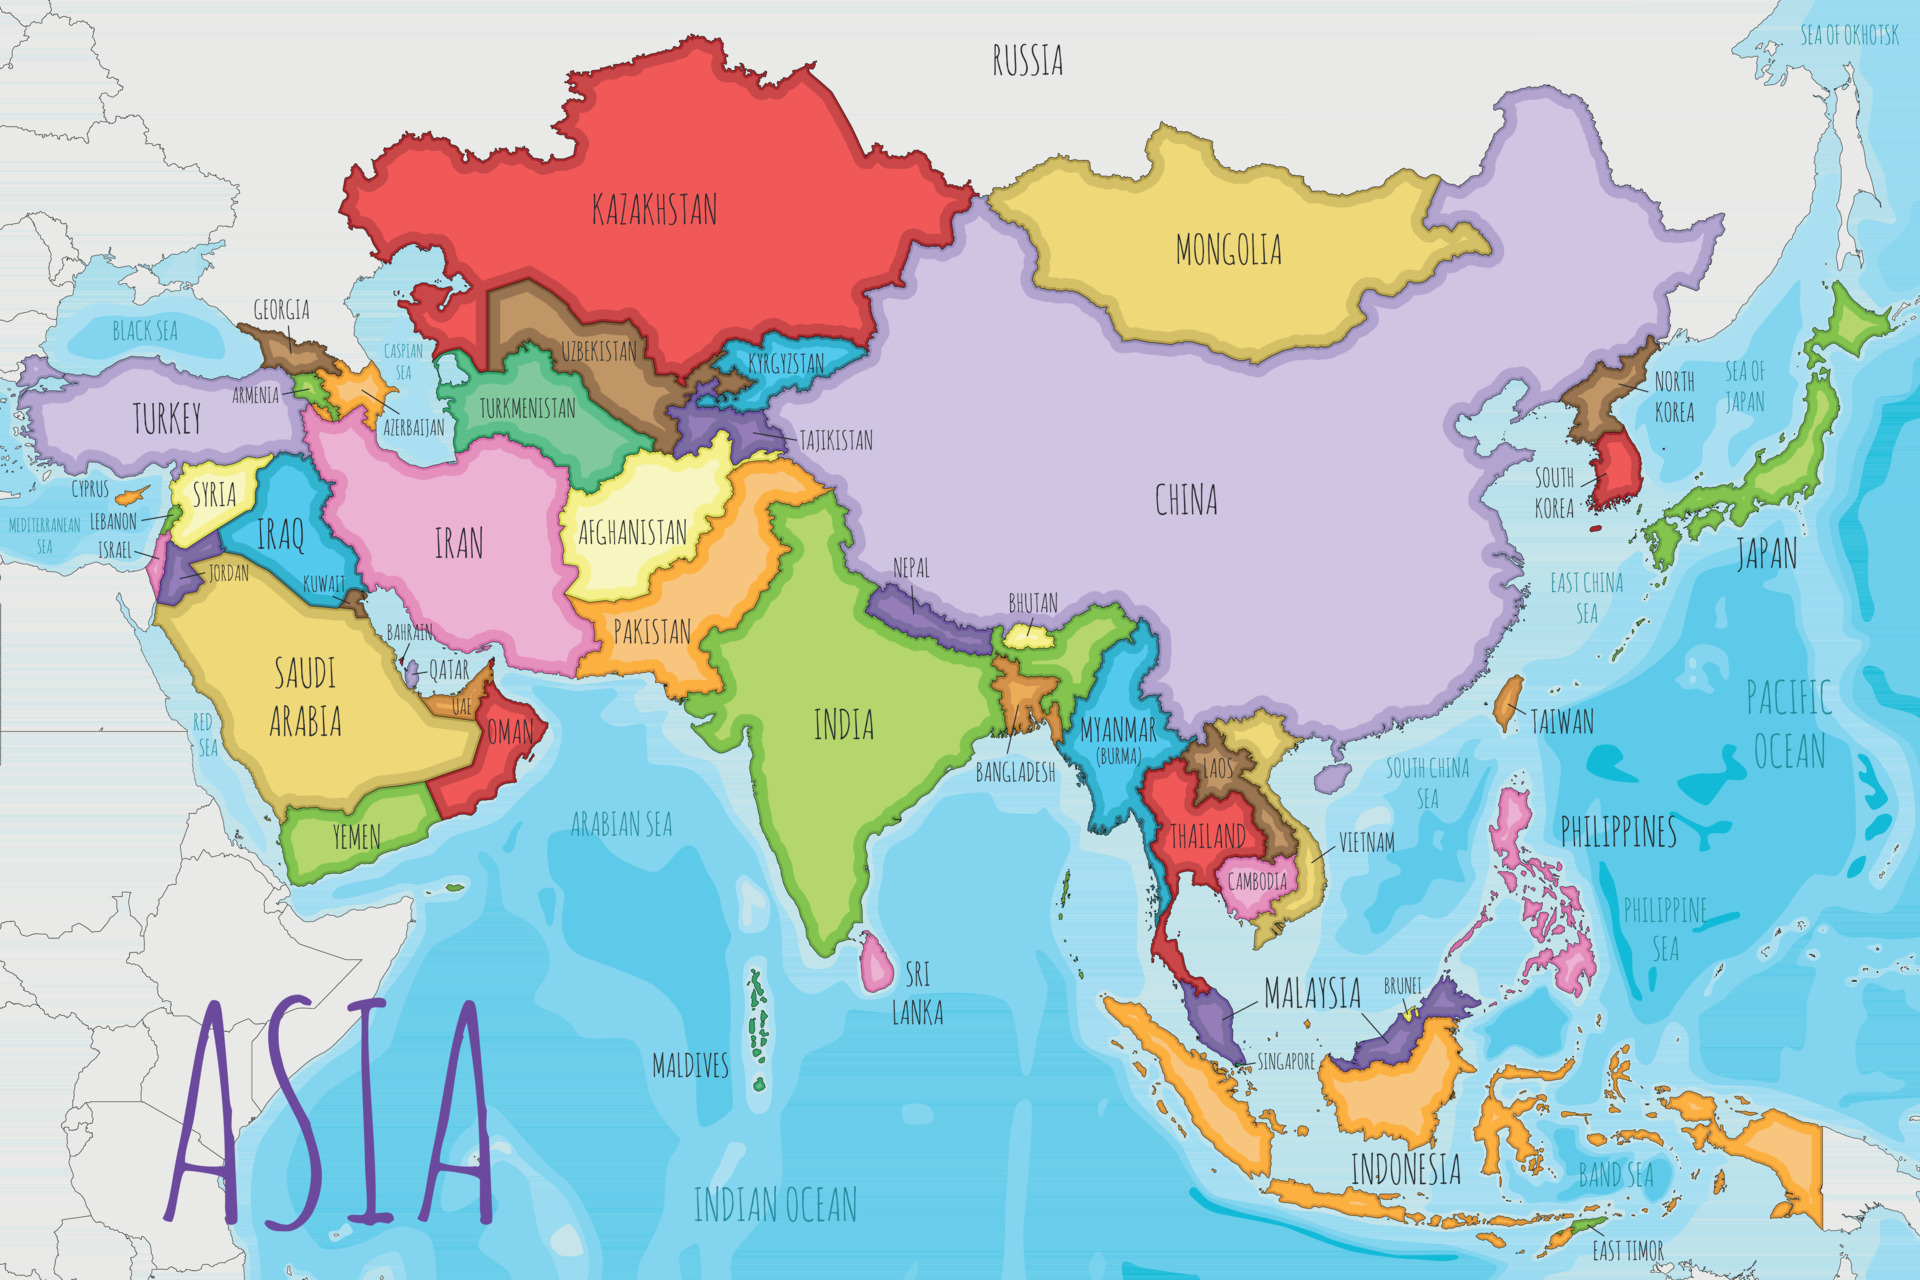 SEA OF OKHOTSK
RUSSIA
KAZAKHSTAN
MONGOLIA
GEORGIA
BLACK SEA
CASPIAN
SEA
UZBEKISTAN
KYRGYZSTAN
ARMENIA
TURKEY
AZERBAIJAN
TURKMENISTAN
TAJIKISTAN
NORTH
KOREA
SEA OF
JAPAN
CYPRUS
SYRIA
LEBANON
MEDITERRANEAN
SEA
ISRAEL
IRAQ
JORDAN
KUWAIT
IRAN
AFGHANISTAN
CHINA
SOUTH
KOREA
JAPAN
NEPAL
BHUTAN
EAST CHINA
SEA
BAHRAIN
PAKISTAN
SAUDI
ARABIA
QATAR
UAE
OMAN
RED
SEA
INDIA
MYANMAR
(BURMA)
BANGLADESH
LAOS
TAIWAN
PACIFIC
OCEAN
SOUTH CHINA
SEA
YEMEN
ARABIAN SEA
THAILAND
VIETNAM
PHILIPPINES
CAMBODIA
PHILIPPINE
SEA
SRI
LANKA
MALAYSIA
BRUNEI
MALDIVES
SINGAPORE
ASIA
INDONESIA
BAND SEA
INDIAN OCEAN
EAST TIMOR